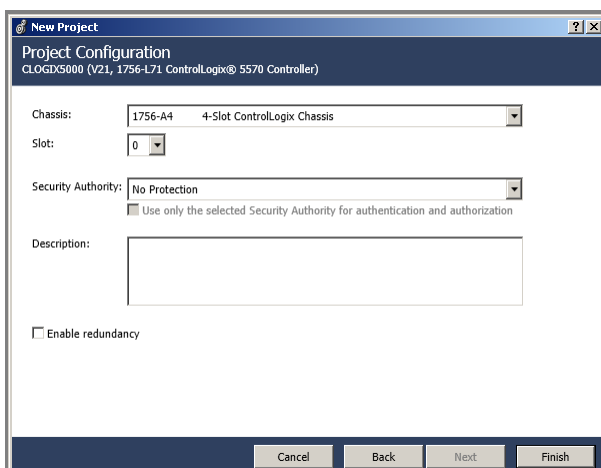 New Project
Project Configuration
CLOGIX5000 (V21, 1756-L71 ControlLogix® 5570 Controller)
Chassis: 1756-A4 4-Slot ControlLogix Chassis
Slot: 0
Security Authority: No Protection
Use only the selected Security Authority for authentication and authorization
Description:
Enable redundancy
Cancel Back Next Finish